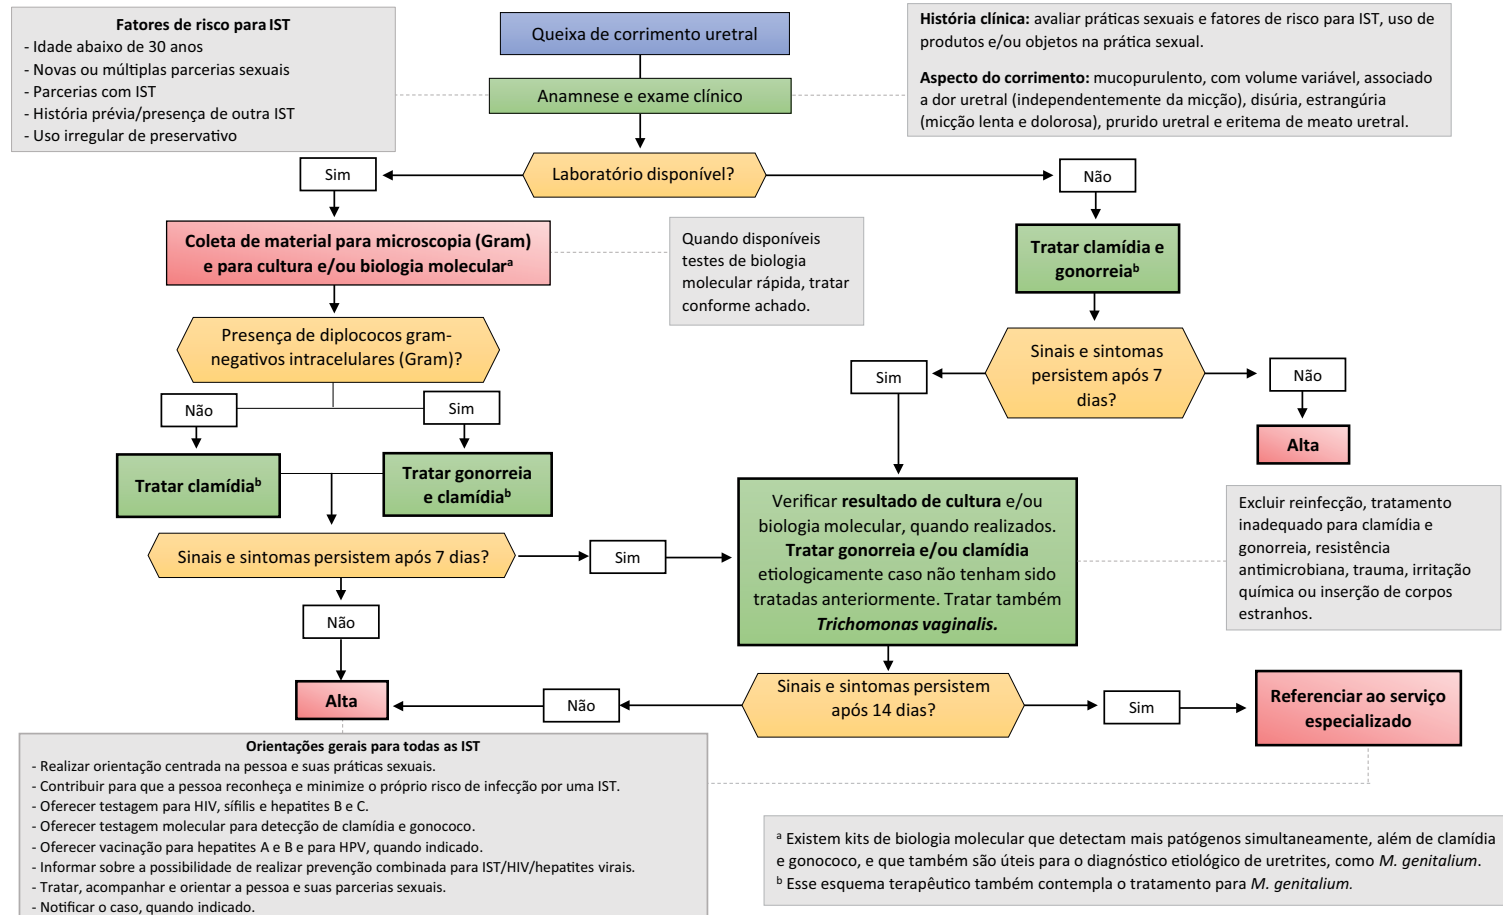 Fatores de risco para IST
- Idade abaixo de 30 anos
- Novas ou múltiplas parcerias sexuais
- Parcerias com IST
- História prévia/presença de outra IST
- Uso irregular de preservativo
Queixa de corrimento uretral
Anamnese e exame clínico
História clínica: avaliar práticas sexuais e fatores de risco para IST, uso de
produtos e/ou objetos na prática sexual.
Aspecto do corrimento: mucopurulento, com volume variável, associado
a dor uretral (independentemente da micção), disúria, estrangúria
(micção lenta e dolorosa), prurido uretral e eritema de meato uretral.
Laboratório disponível?
Sim
Não
Coleta de material para microscopia (Gram)
e para cultura e/ou biologia molecularᵃ
Quando disponíveis
testes de biologia
molecular rápida, tratar
conforme achado.
Tratar clamídia e
gonorreiaᵇ
Presença de diplococos gram-
negativos intracelulares (Gram)?
Sinais e sintomas
persistem após 7
dias?
Sim
Não
Não
Sim
Alta
Tratar clamídiaᵇ
Tratar gonorreia
e clamídiaᵇ
Verificar resultado de cultura e/ou
biologia molecular, quando realizados.
Tratar gonorreia e/ou clamídia
etiologicamente caso não tenham sido
tratadas anteriormente. Tratar também
Trichomonas vaginalis.
Excluir reinfecção, tratamento
inadequado para clamídia e
gonorreia, resistência
antimicrobiana, trauma, irritação
química ou inserção de corpos
estranhos.
Sinais e sintomas persistem após 7 dias?
Sim
Não
Alta
Não
Sinais e sintomas persistem
após 14 dias?
Sim
Referenciar ao serviço
especializado
Orientações gerais para todas as IST
- Realizar orientação centrada na pessoa e suas práticas sexuais.
- Contribuir para que a pessoa reconheça e minimize o próprio risco de infecção por uma IST.
- Oferecer testagem para HIV, sífilis e hepatites B e C.
- Oferecer testagem molecular para detecção de clamídia e gonococo.
- Oferecer vacinação para hepatites A e B e para HPV, quando indicado.
- Informar sobre a possibilidade de realizar prevenção combinada para IST/HIV/hepatites virais.
- Tratar, acompanhar e orientar a pessoa e suas parcerias sexuais.
- Notificar o caso, quando indicado.
ᵃ Existem kits de biologia molecular que detectam mais patógenos simultaneamente, além de clamídia
e gonococo, e que também são úteis para o diagnóstico etiológico de uretrites, como M. genitalium.
ᵇ Esse esquema terapêutico também contempla o tratamento para M. genitalium.